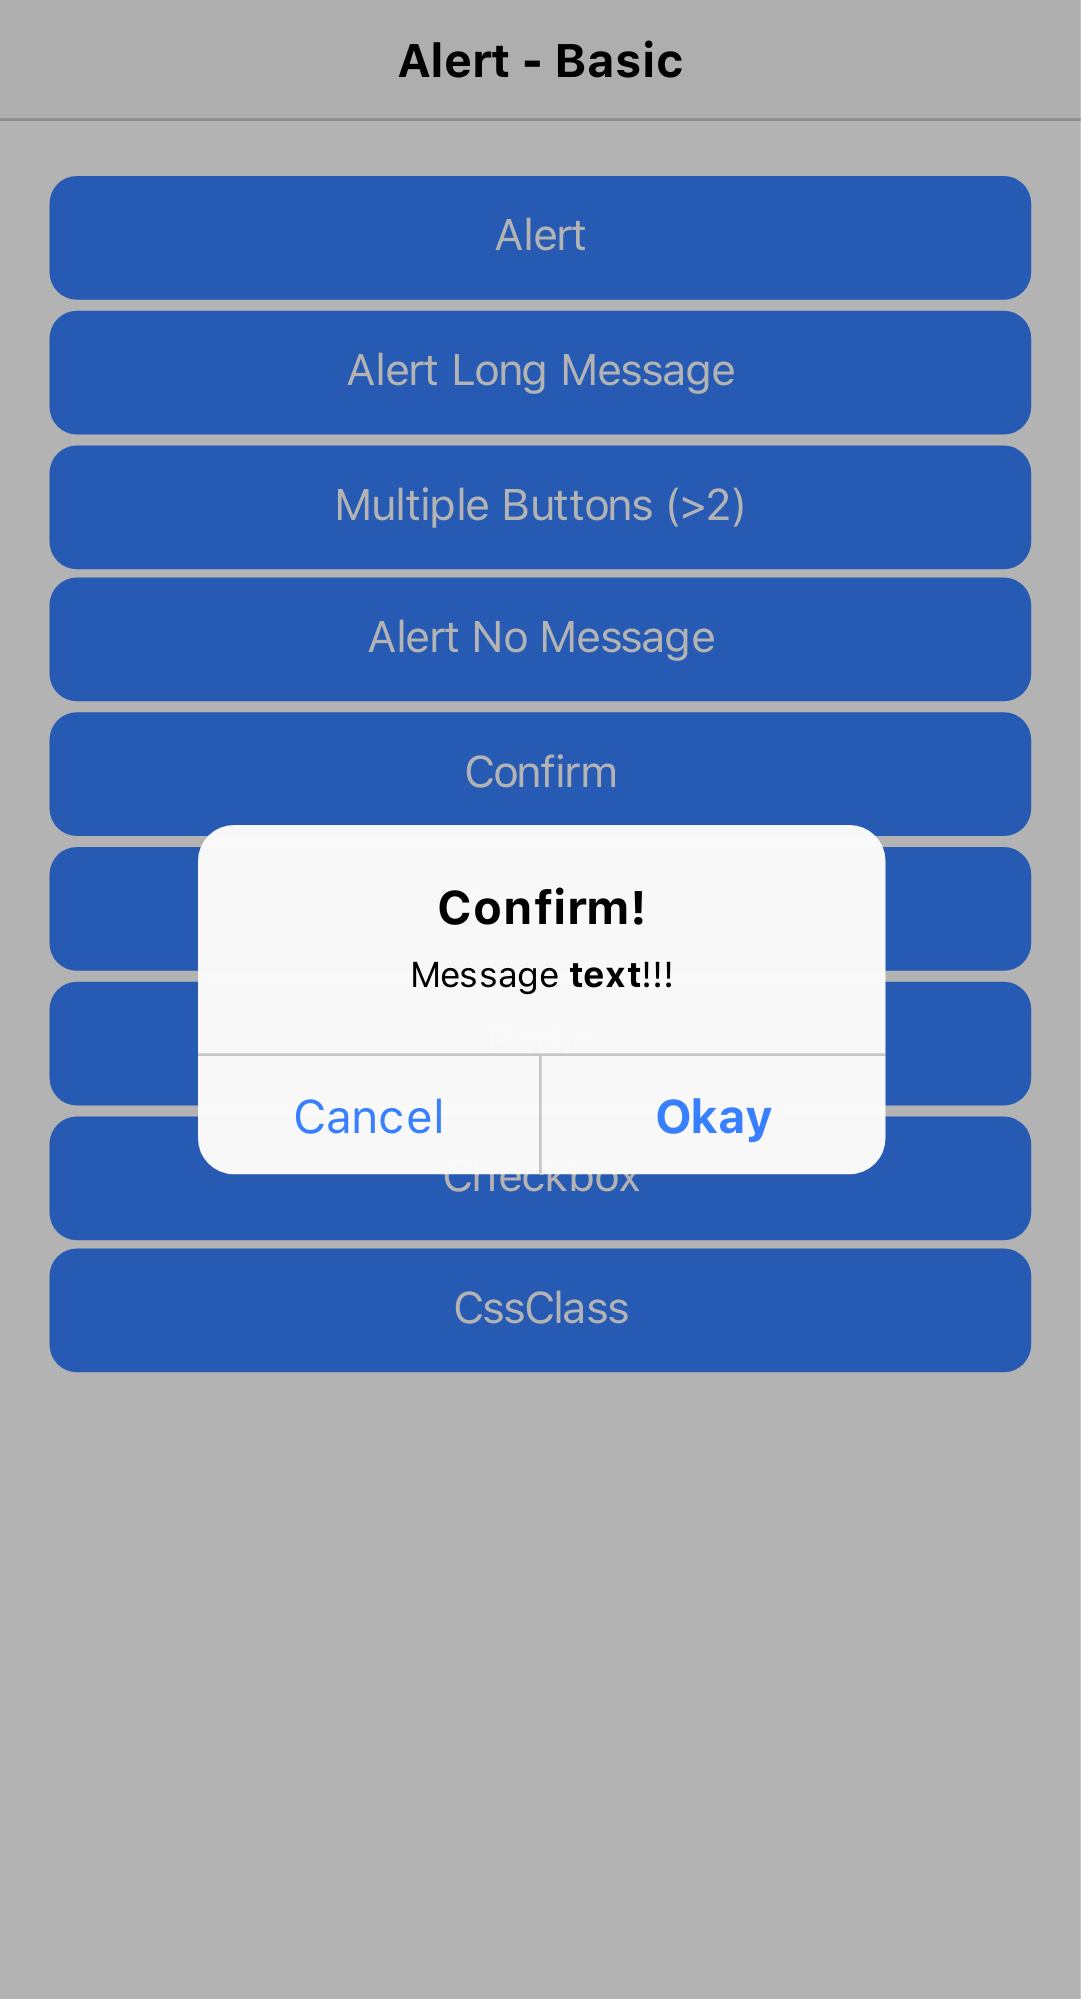 Alert - Basic
Alert
Alert Long Message
Multiple Buttons (>2)
Alert No Message
Confirm
Confirm!
Message text!!!
Cancel
Okay
Checkbox
CssClass